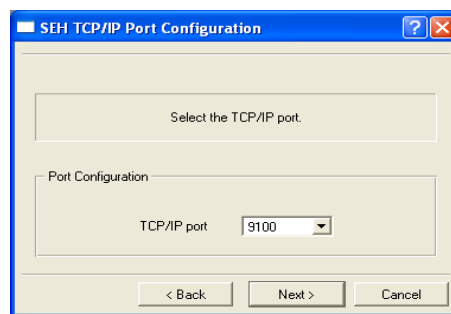 SEH TCP/IP Port Configuration
Select the TCP/IP port.
Port Configuration
TCP/IP port 9100
< Back Next > Cancel